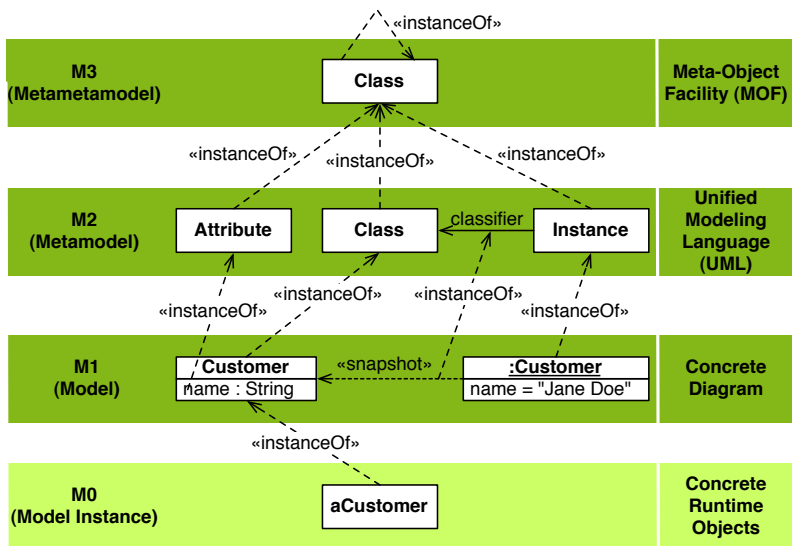 «instanceOf»
M3
(Metametamodel)
Class
Meta-Object
Facility (MOF)
«instanceOf»
«instanceOf»
«instanceOf»
M2
(Metamodel)
Attribute
Class
classifier
Instance
Unified
Modeling
Language
(UML)
«instanceOf»
«instanceOf»
«instanceOf»
«instanceOf»
M1
(Model)
Customer
name : String
«snapshot»
:Customer
name = "Jane Doe"
Concrete
Diagram
«instanceOf»
M0
(Model Instance)
aCustomer
Concrete
Runtime
Objects